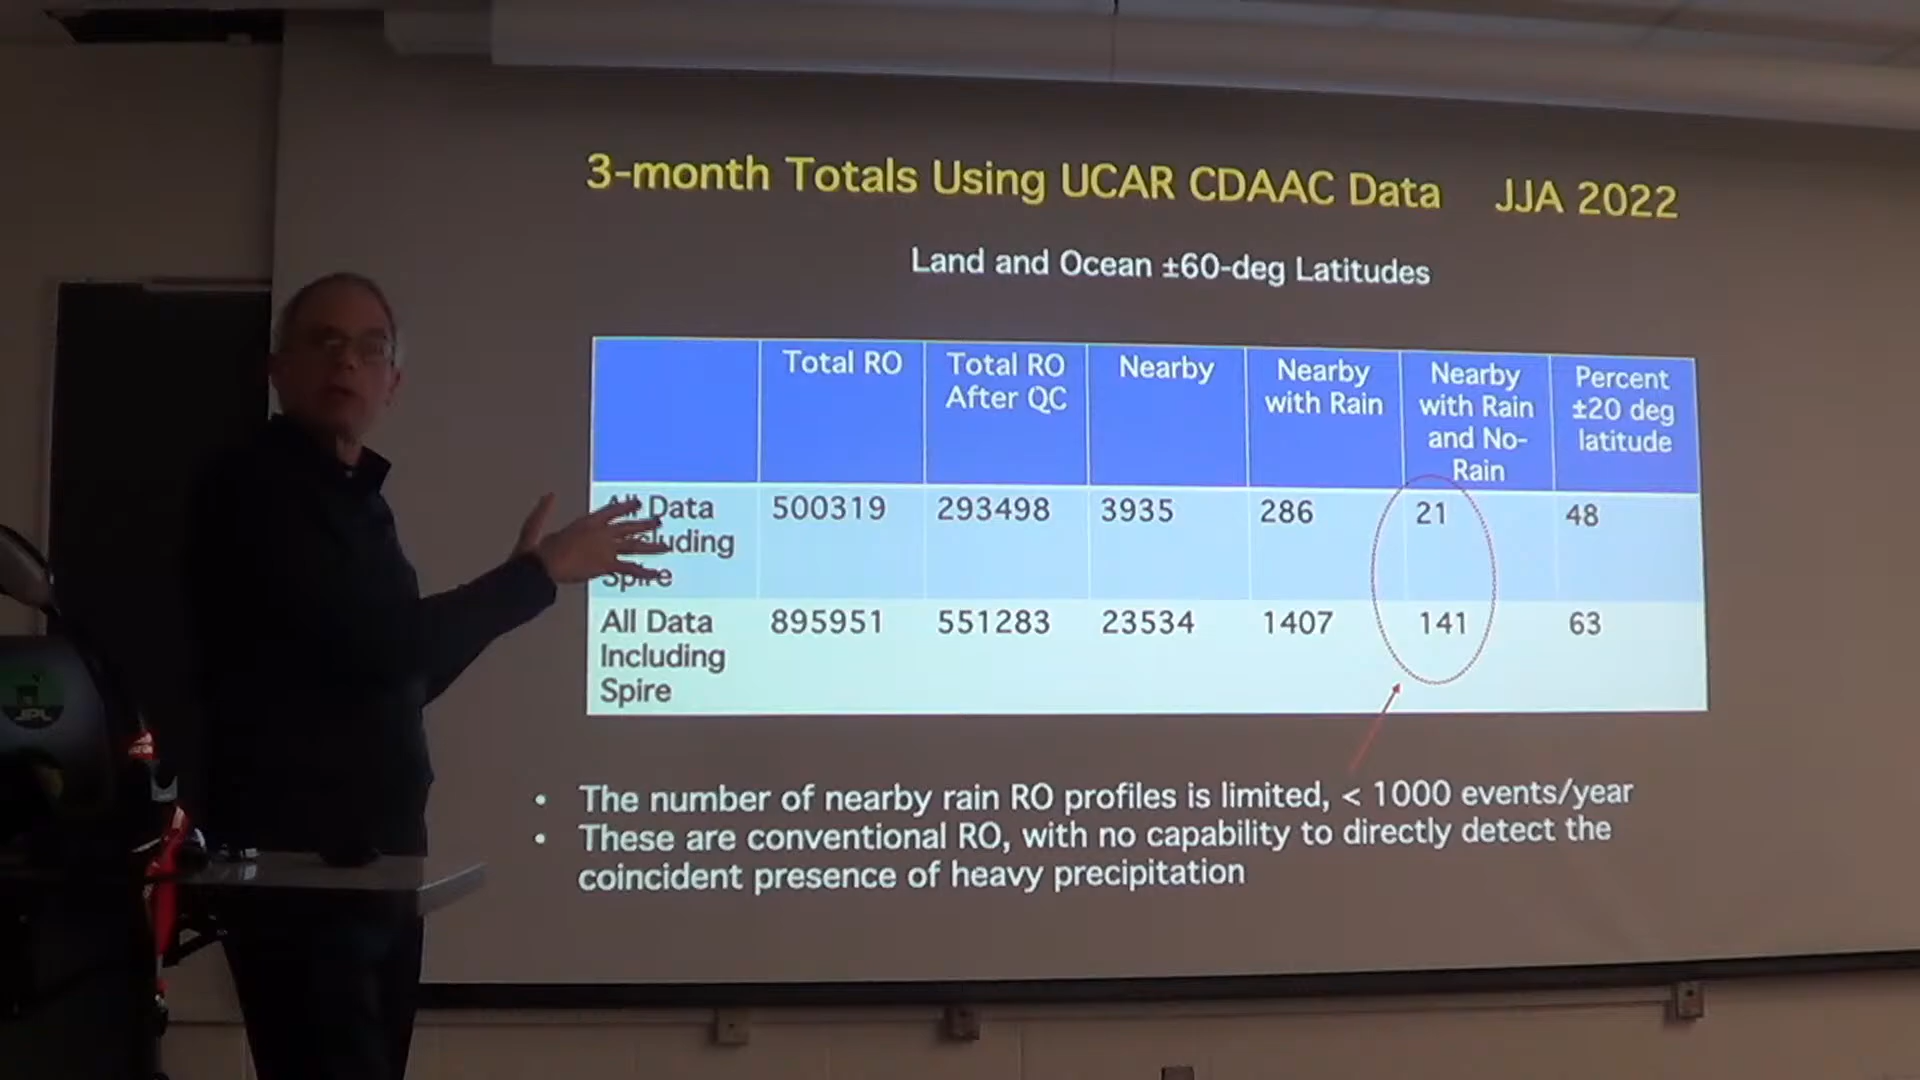 3-month Totals Using UCAR CDAAC Data JJA 2022
Land and Ocean ±60-deg Latitudes
Total RO
Total RO
After QC
Nearby
Nearby
with Rain
Nearby
with Rain
and No-
Rain
Percent
±20 deg
latitude
All Data
Including
Spire
500319 293498 3935 286 21 48
All Data
Including
Spire
895951 551283 23534 1407 141 63
• The number of nearby rain RO profiles is limited, < 1000 events/year
• These are conventional RO, with no capability to directly detect the
coincident presence of heavy precipitation
JPL